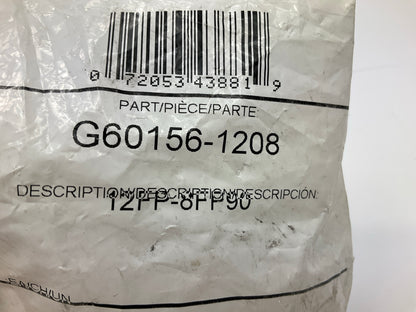 0 72053 43881 9
PART/PIÈCE/PARTE
G60156-1208
DESCRIPTION/DESCRIPTION/DESCRIPCIÓN:
12FP-8FP90